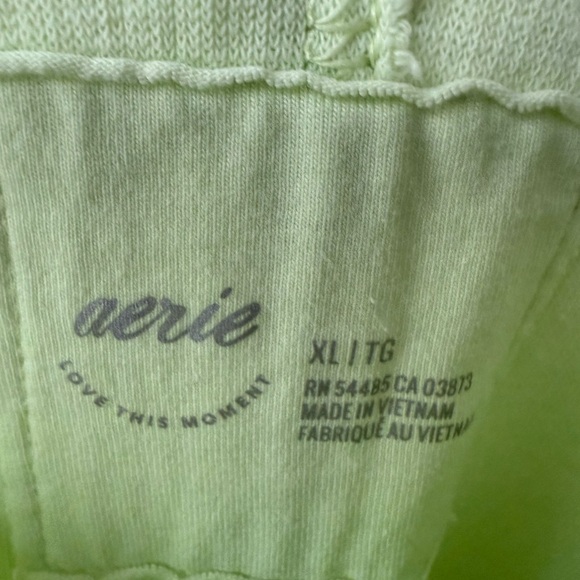 aerie
LOVE THIS MOMENT
XL | TG
RN 54485 CA 03873
MADE IN VIETNAM
FABRIQUÉ AU VIETNAM